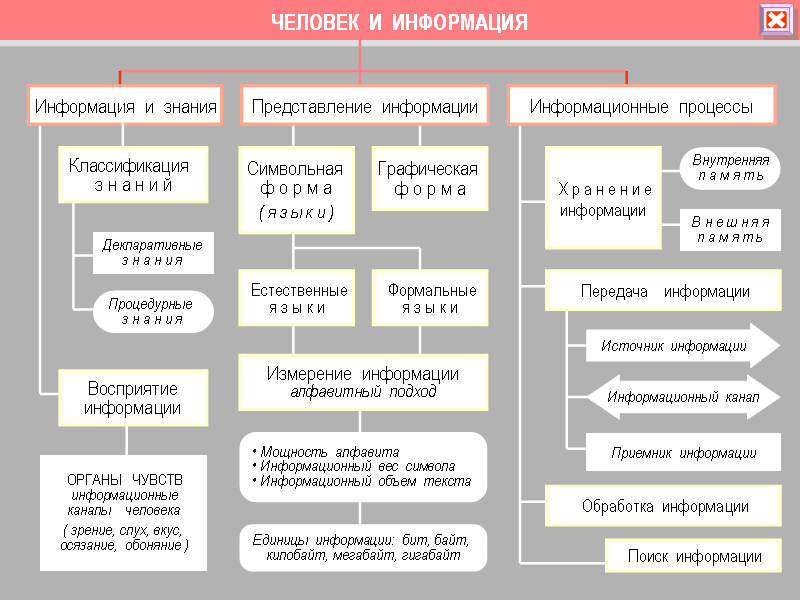 ЧЕЛОВЕК И ИНФОРМАЦИЯ
Информация и знания
Классификация
знаний
Декларативные
знания
Процедурные
знания
Восприятие
информации
ОРГАНЫ ЧУВСТВ
информационные
каналы человека
( зрение, слух, вкус,
осязание, обоняние )
Представление информации
Символьная
форма
( языки )
Графическая
форма
Естественные
языки
Формальные
языки
Измерение информации
алфавитный подход
• Мощность алфавита
• Информационный вес символа
• Информационный объем текста
Единицы информации: бит, байт,
килобайт, мегабайт, гигабайт
Информационные процессы
Хранение
информации
Внутренняя
память
Внешняя
память
Передача информации
Источник информации
Информационный канал
Приемник информации
Обработка информации
Поиск информации